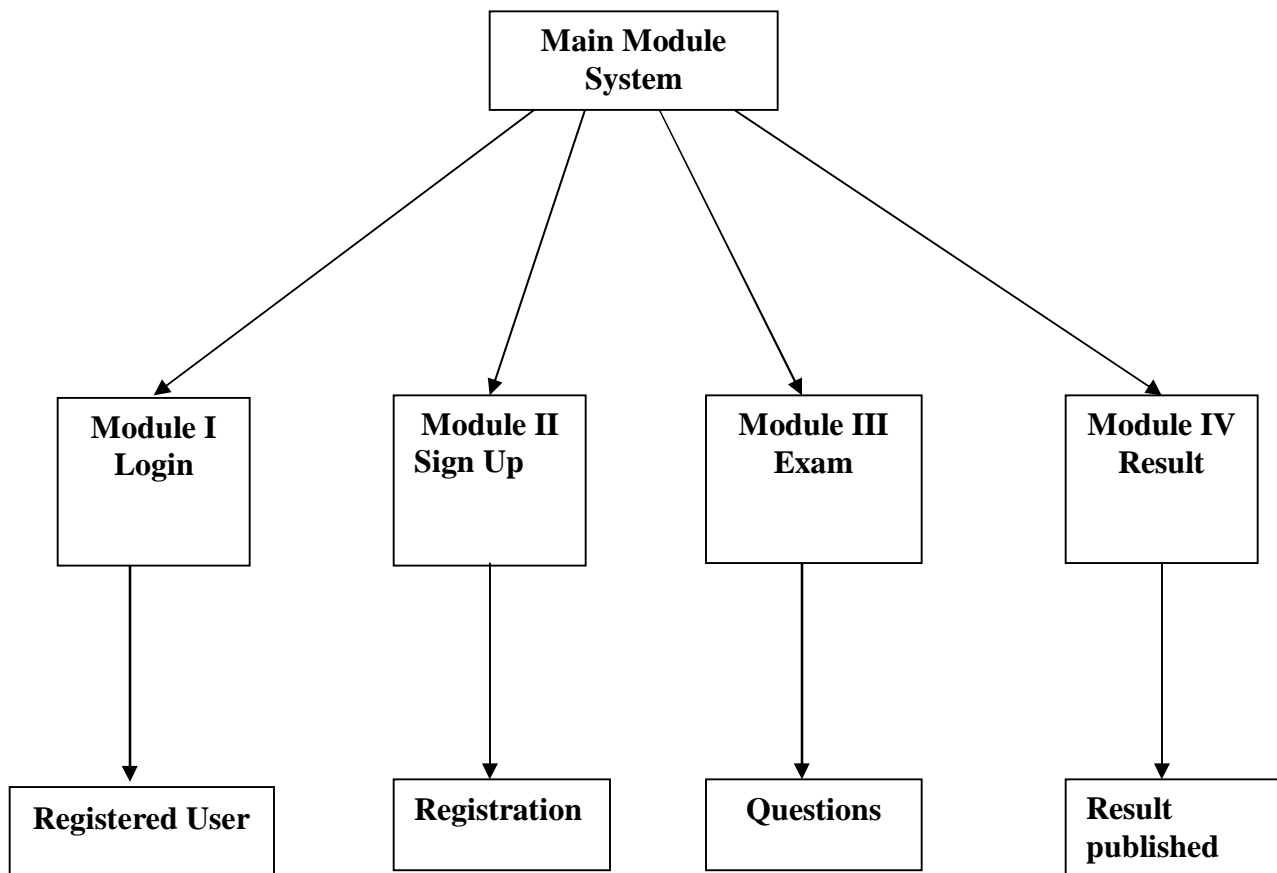 Main Module
System
Module I
Login
Module II
Sign Up
Module III
Exam
Module IV
Result
Registered User
Registration
Questions
Result
published